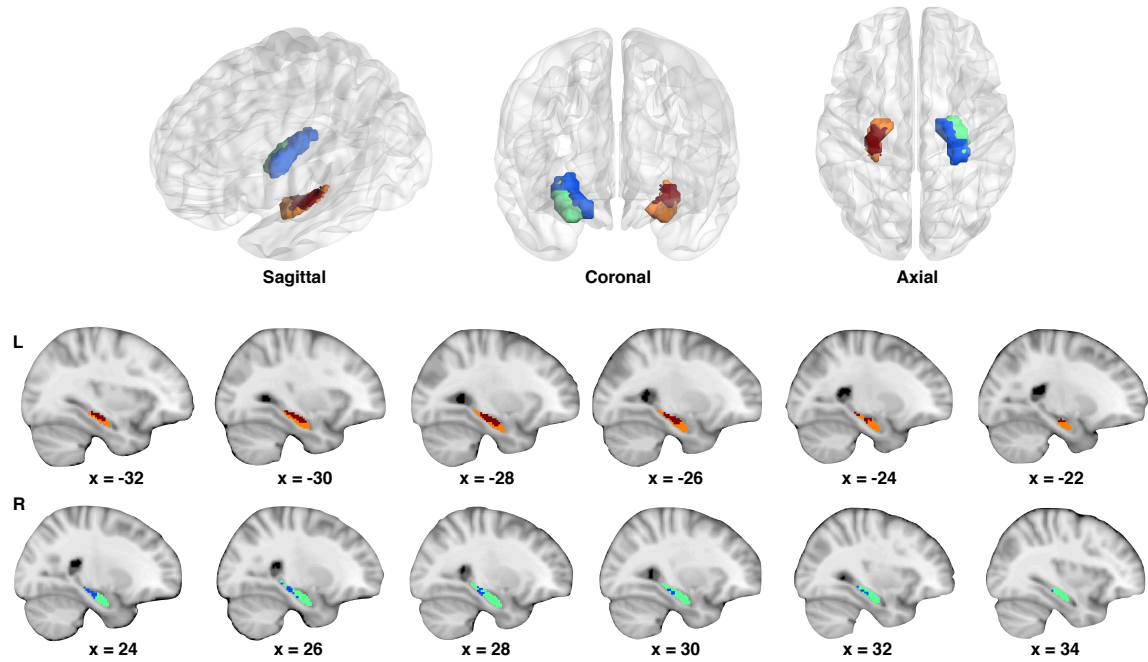 Sagittal Coronal Axial
L
x = -32 x = -30 x = -28 x = -26 x = -24 x = -22
R
x = 24 x = 26 x = 28 x = 30 x = 32 x = 34